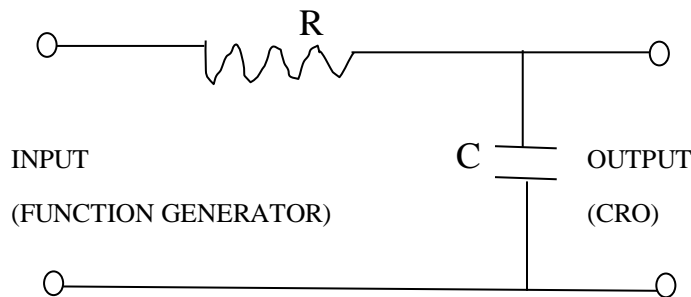 R
INPUT
C
OUTPUT
(FUNCTION GENERATOR)
(CRO)